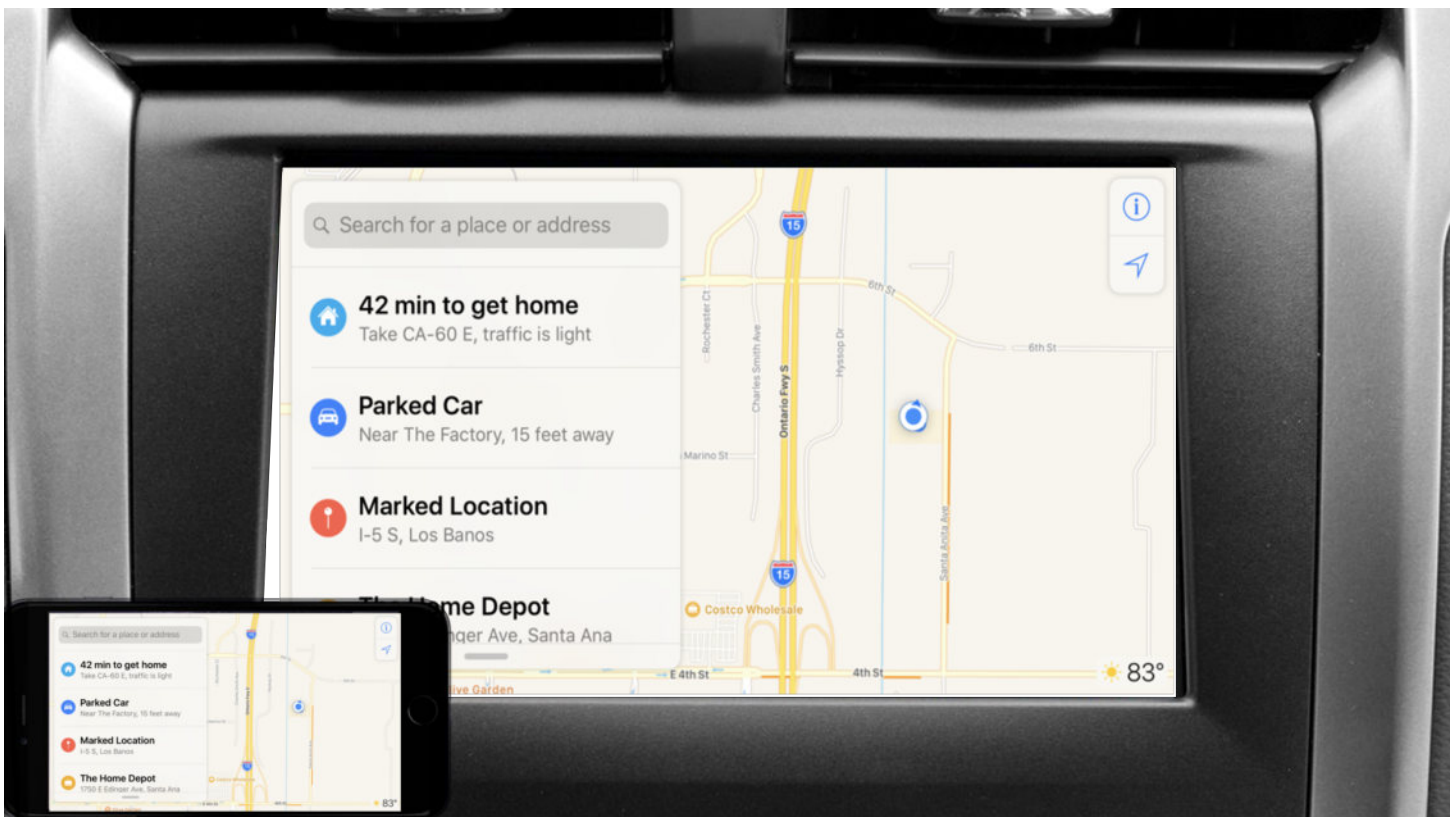 Search for a place or address
42 min to get home
Take CA-60 E, traffic is light
Parked Car
Near The Factory, 15 feet away
Marked Location
I-5 S, Los Banos
Home Depot
Ave, Santa Ana
15
6th St
6th St
Rochester Ct
Charles Smith Ave
Ontario Fwy S
Hyssop Dr
Marino St
Santa Anita Ave
15
Costco Wholesale
E 4th St
4th St
Garden
83°
Search for a place or address
42 min to get home
Take CA-60 E, traffic is light
Parked Car
Near The Factory, 15 feet away
Marked Location
I-5 S, Los Banos
The Home Depot
1750 E Edinger Ave, Santa Ana
83°